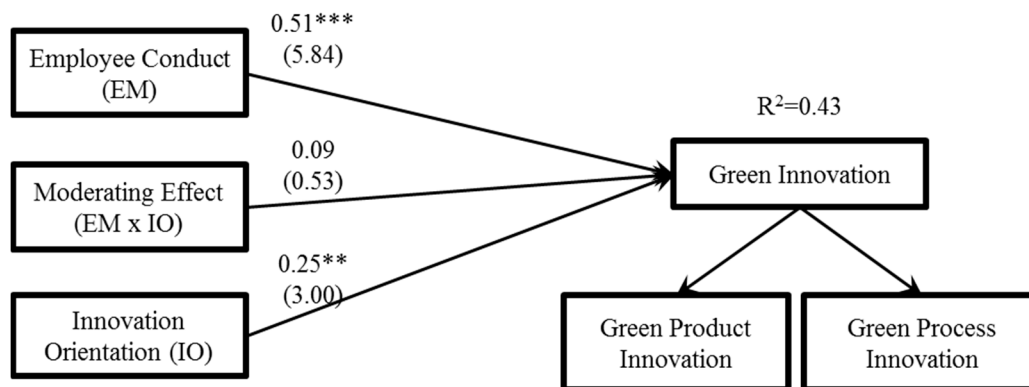 0.51***
(5.84)
Employee Conduct
(EM)
R²=0.43
0.09
(0.53)
Moderating Effect
(EM x IO)
Green Innovation
0.25**
(3.00)
Innovation
Orientation (IO)
Green Product
Innovation
Green Process
Innovation